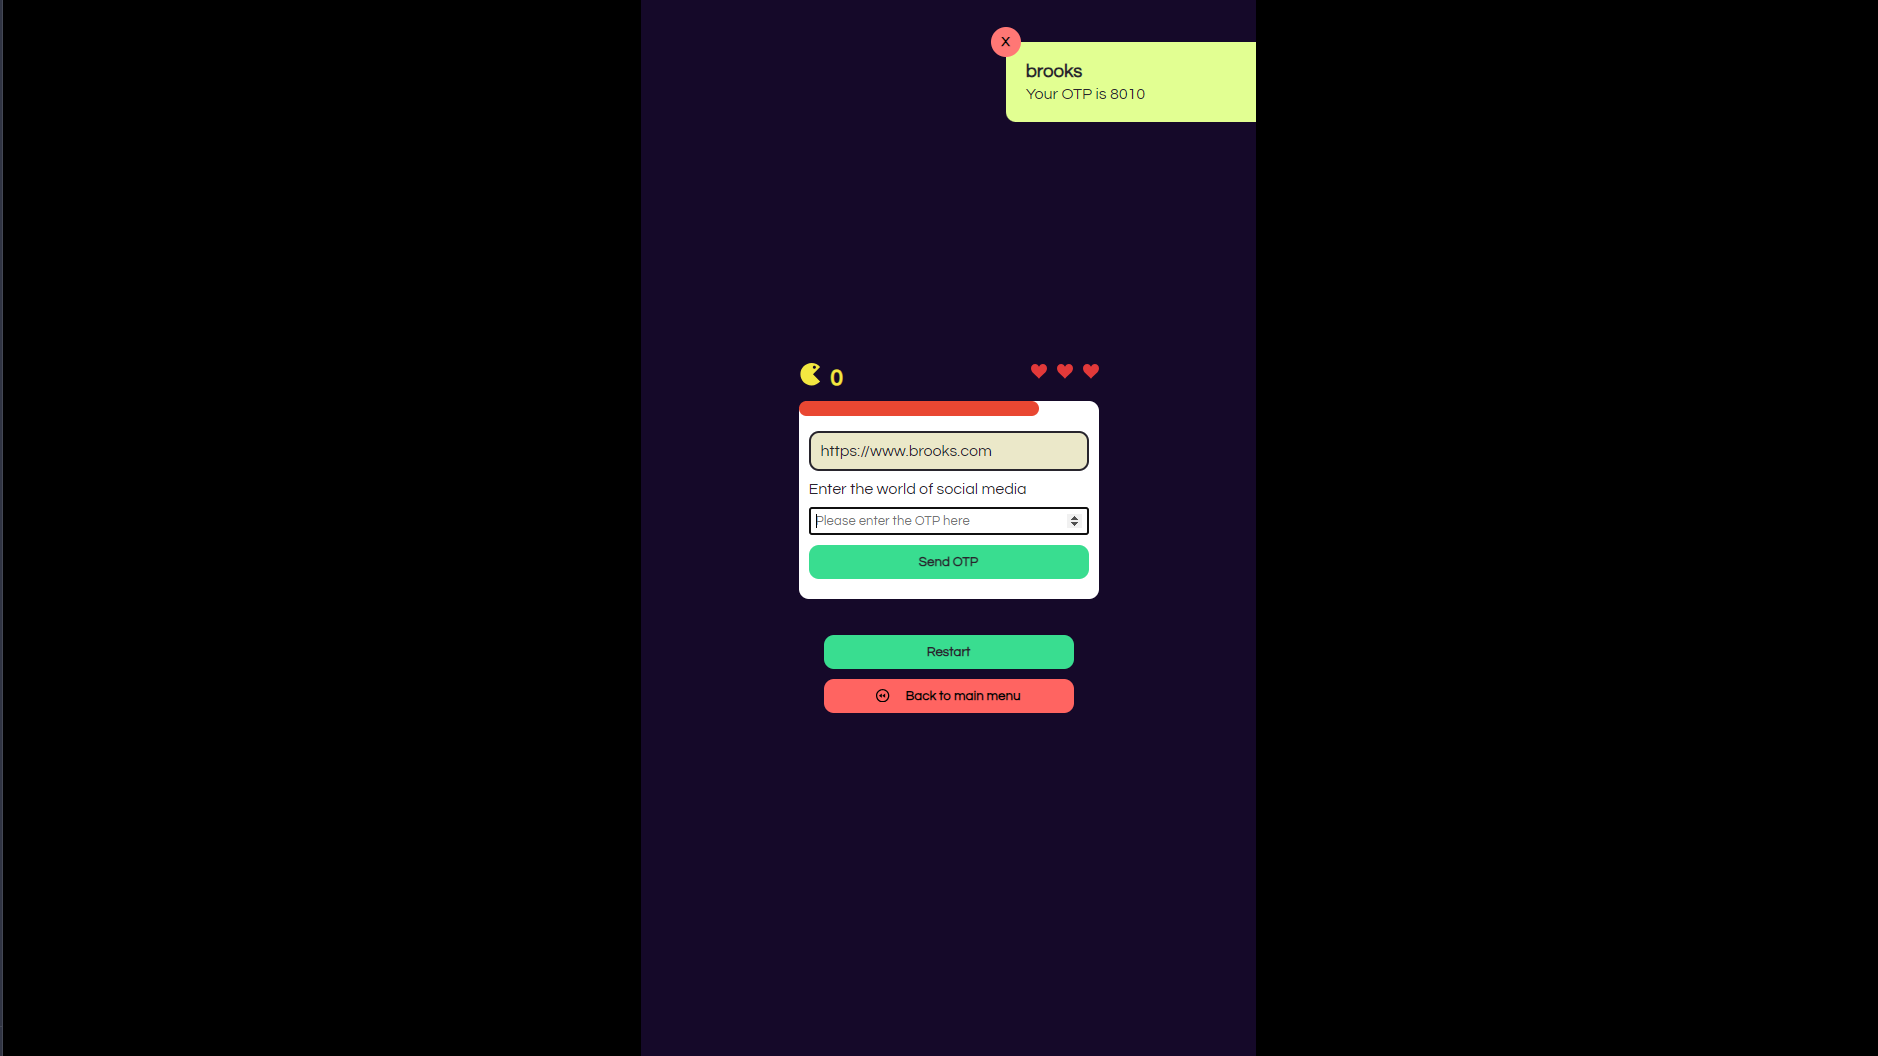 X
brooks
Your OTP is 8010
0
https://www.brooks.com
Enter the world of social media
Please enter the OTP here
Send OTP
Restart
Back to main menu